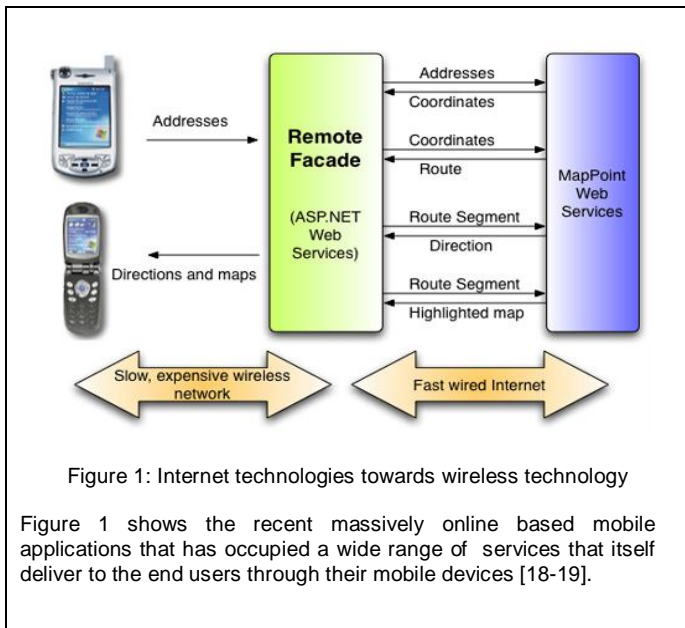 Addresses
Directions and maps
Remote
Facade
(ASP.NET
Web
Services)
Addresses
Coordinates
Coordinates
Route
Route Segment
Direction
Route Segment
Highlighted map
MapPoint
Web
Services
Slow, expensive wireless
network
Fast wired Internet
Figure 1: Internet technologies towards wireless technology
Figure 1 shows the recent massively online based mobile
applications that has occupied a wide range of services that itself
deliver to the end users through their mobile devices [18-19].